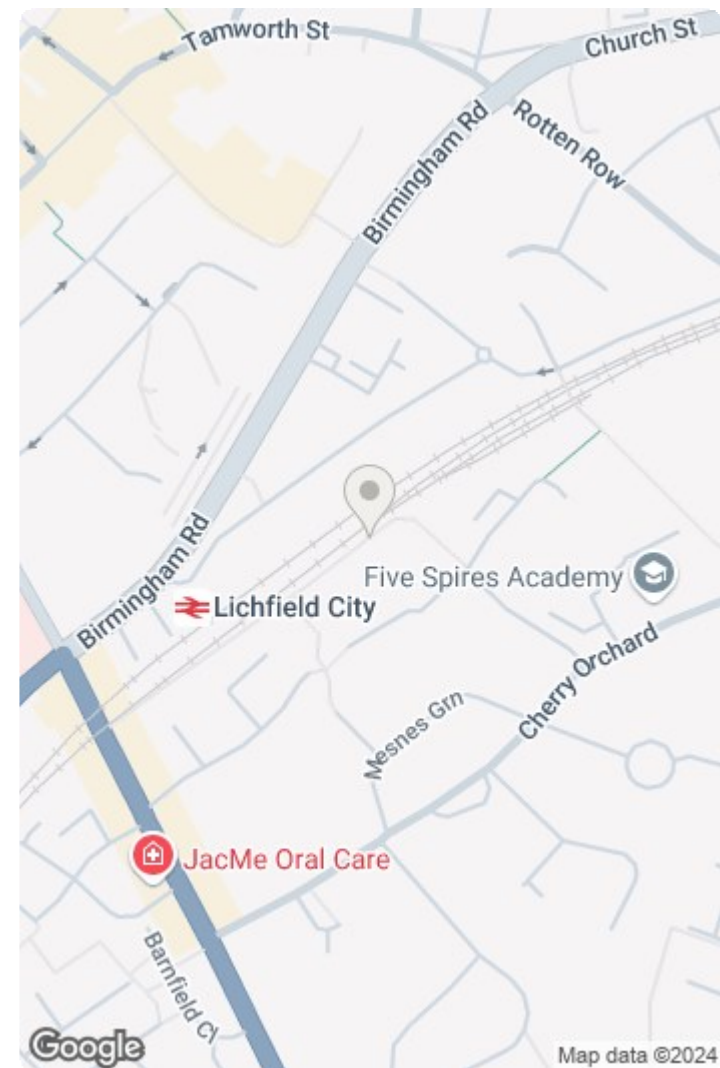 Tamworth St
Church St
Rotten Row
Birmingham Rd
Birmingham Rd
Five Spires Academy
Lichfield City
Cherry Orchard
Mesnes Grn
JacMe Oral Care
Barnfield Cl
Google
Map data ©2024